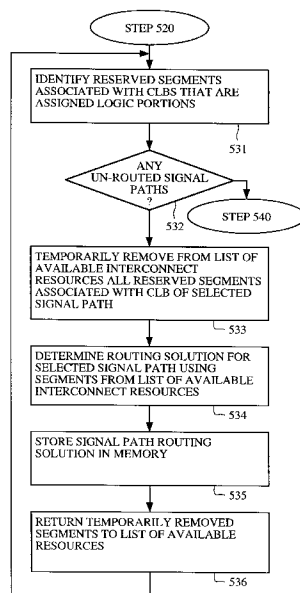 STEP 520
IDENTIFY RESERVED SEGMENTS
ASSOCIATED WITH CLBS THAT ARE
ASSIGNED LOGIC PORTIONS
531
ANY
UN-ROUTED SIGNAL
PATHS
?
532
STEP 540
TEMPORARILY REMOVE FROM LIST OF
AVAILABLE INTERCONNECT
RESOURCES ALL RESERVED SEGMENTS
ASSOCIATED WITH CLB OF SELECTED
SIGNAL PATH
533
DETERMINE ROUTING SOLUTION FOR
SELECTED SIGNAL PATH USING
SEGMENTS FROM LIST OF AVAILABLE
INTERCONNECT RESOURCES
534
STORE SIGNAL PATH ROUTING
SOLUTION IN MEMORY
535
RETURN TEMPORARILY REMOVED
SEGMENTS TO LIST OF AVAILABLE
RESOURCES
536